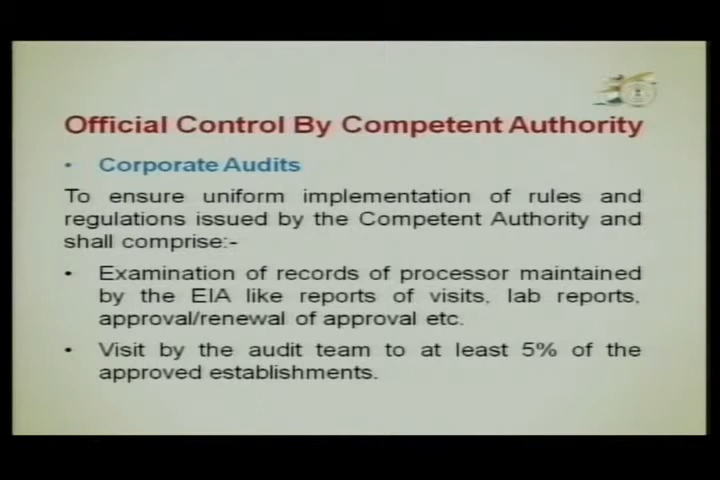 Official Control By Competent Authority
• Corporate Audits
To ensure uniform implementation of rules and
regulations issued by the Competent Authority and
shall comprise:-
• Examination of records of processor maintained
by the EIA like reports of visits, lab reports,
approval/renewal of approval etc.
• Visit by the audit team to at least 5% of the
approved establishments.